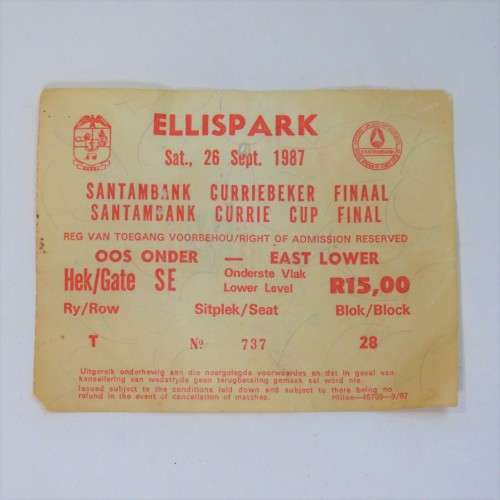 ELLISPARK
Sat., 26 Sept. 1987
SANTAMBANK CURRIEBEKER FINAAL
SANTAMBANK CURRIE CUP FINAL
REG VAN TOEGANG VOORBEHOU/RIGHT OF ADMISSION RESERVED
OOS ONDER — EAST LOWER
Hek/Gate SE Onderste Vlak Lower Level R15,00
Ry/Row Sitplek/Seat Blok/Block
T No 737 28
Uitgereik onderhewig aan die neergelegde voorwaardes en dat in geval van
kansellering van wedstryde geen terugbetaling gemaak sal word nie.
Issued subject to the conditions laid down and subject to there being no
refund in the event of cancellation of matches.